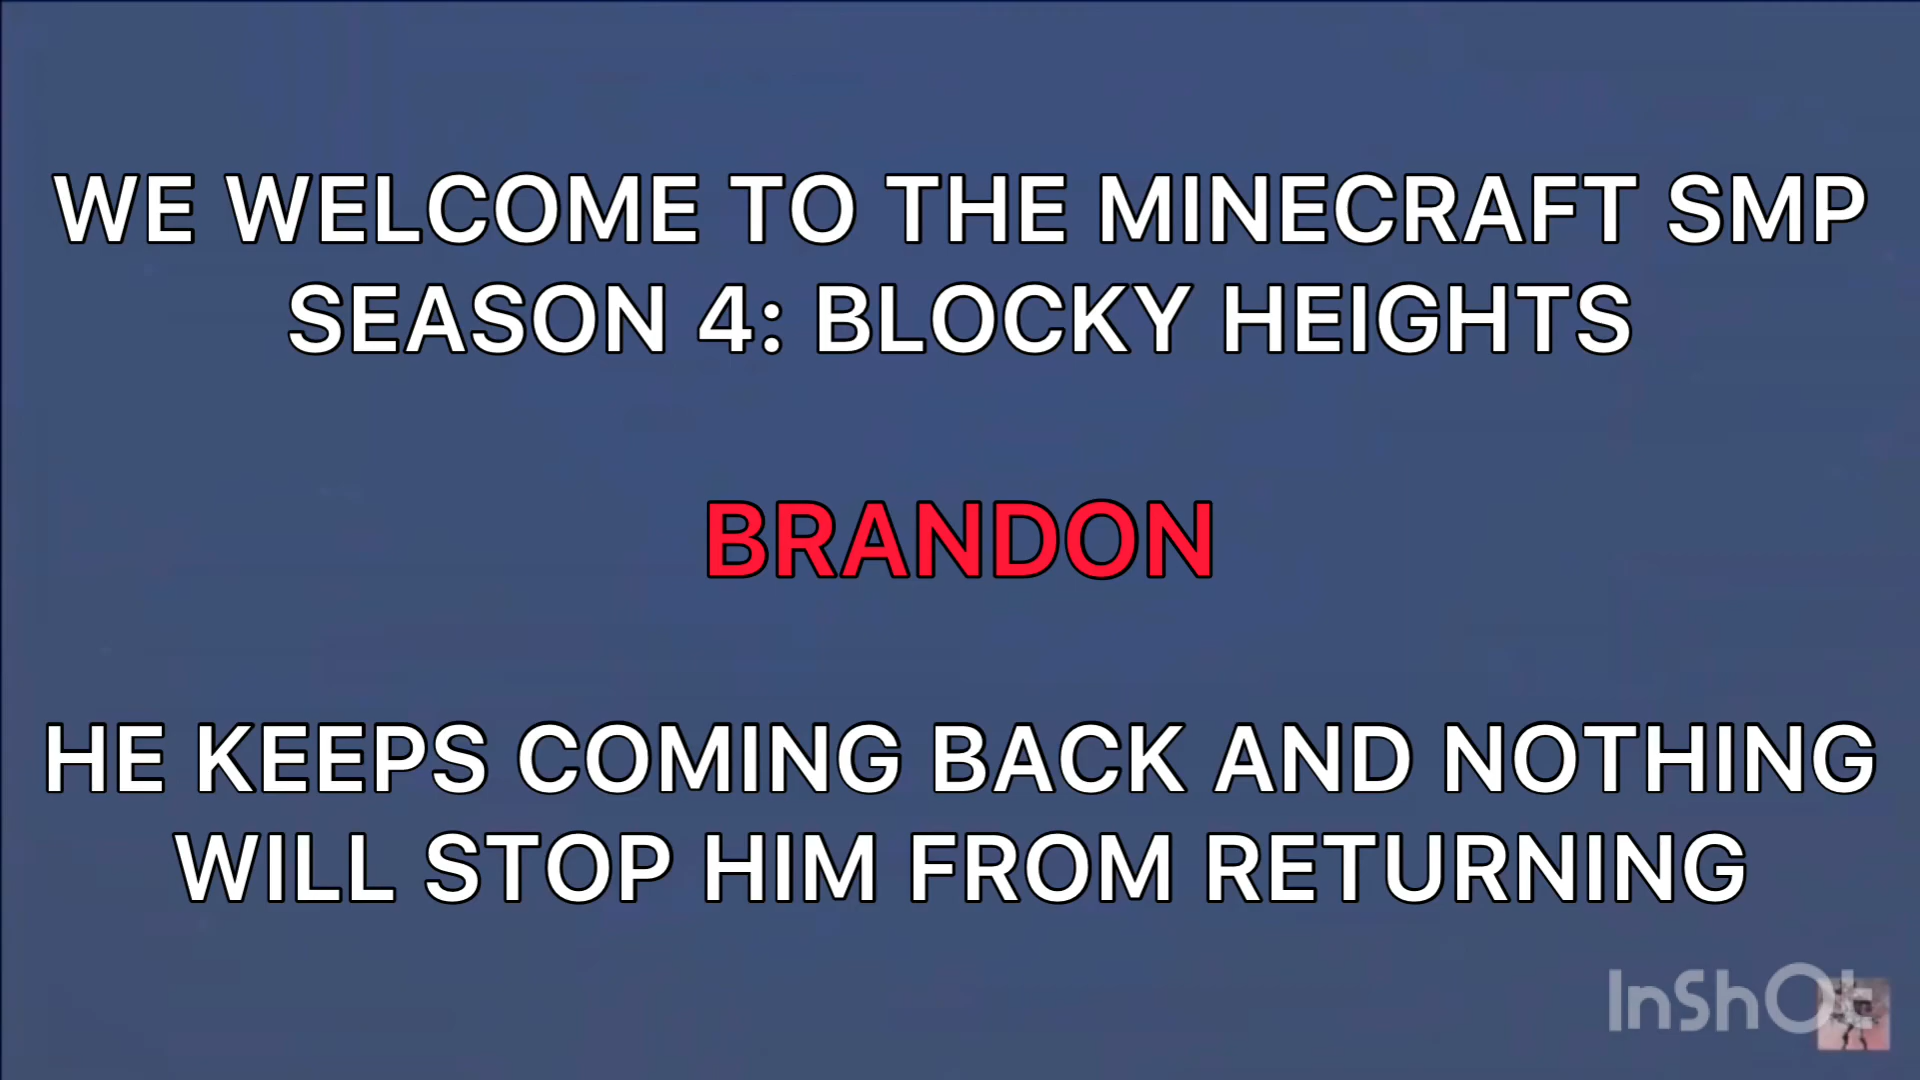 WE WELCOME TO THE MINECRAFT SMP
SEASON 4: BLOCKY HEIGHTS
BRANDON
HE KEEPS COMING BACK AND NOTHING
WILL STOP HIM FROM RETURNING
InShOt